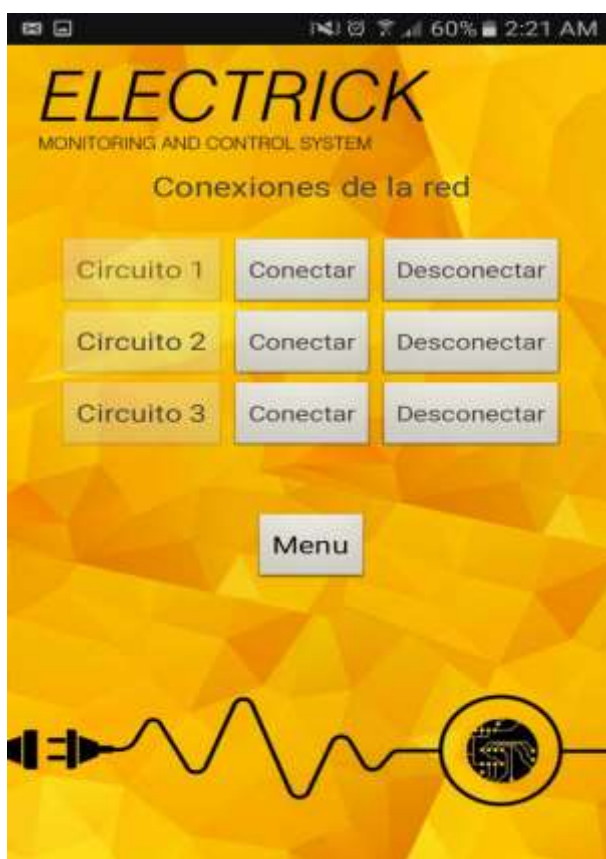 60% 2:21 AM
ELECTRICK
MONITORING AND CONTROL SYSTEM
Conexiones de la red
Circuito 1 Conectar Desconectar
Circuito 2 Conectar Desconectar
Circuito 3 Conectar Desconectar
Menu